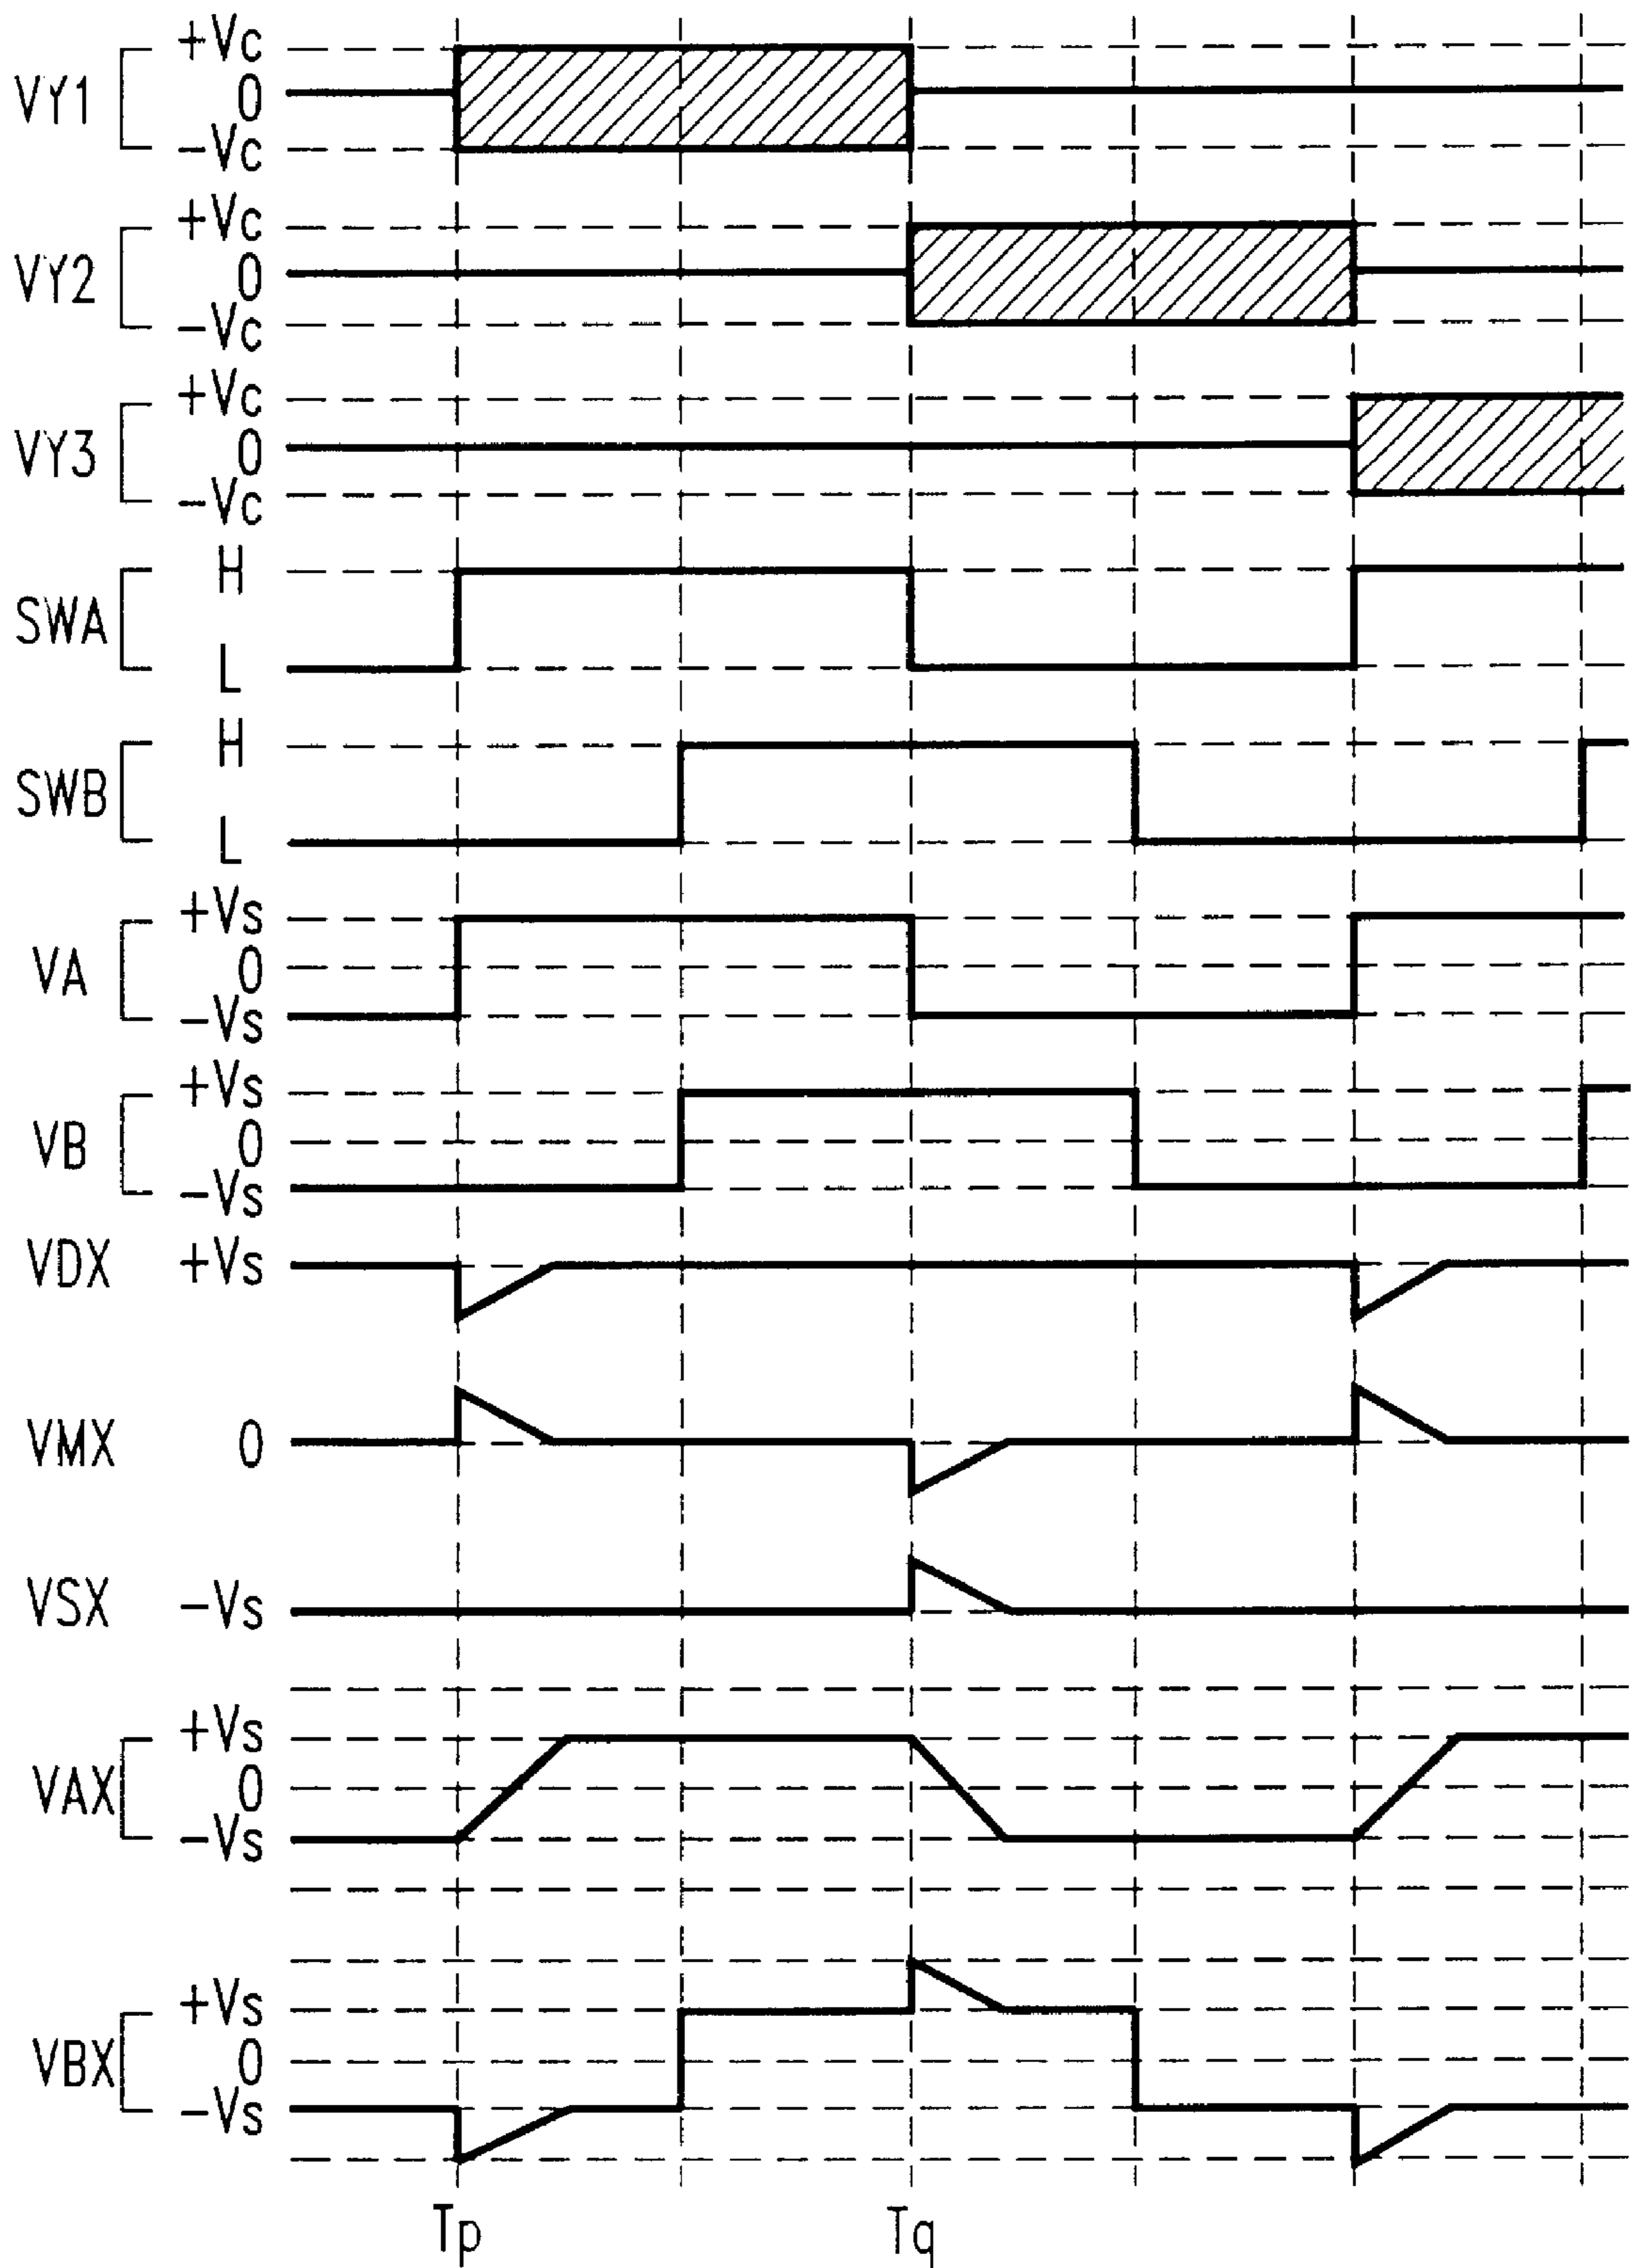 +Vc
VY1 0
-Vc
+Vc
VY2 0
-Vc
+Vc
VY3 0
-Vc
H
SWA
L
H
SWB
L
+Vs
VA 0
-Vs
+Vs
VB 0
-Vs
VDX +Vs
VMX 0
VSX -Vs
+Vs
VAX 0
-Vs
+Vs
VBX 0
-Vs
Tp Tq